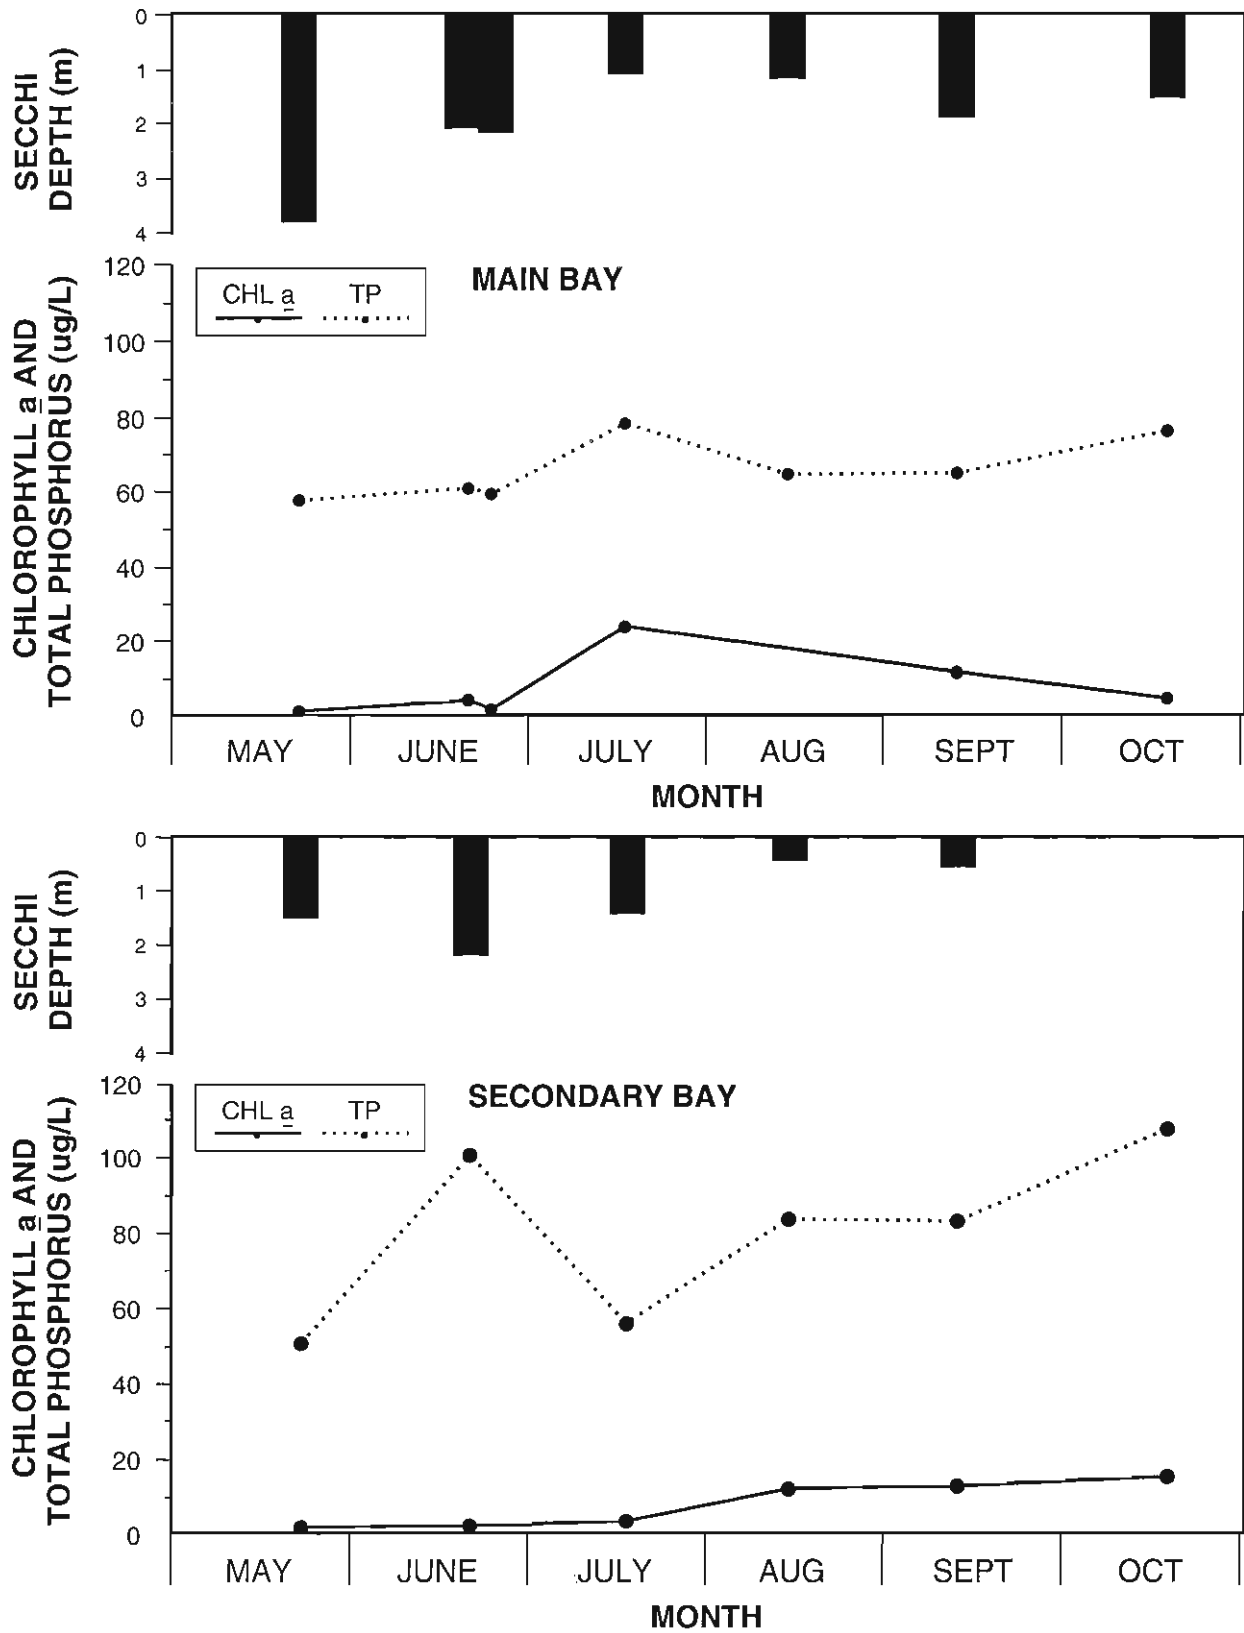 SECCHI
DEPTH (m)
0
1
2
3
4
CHLOROPHYLL a AND
TOTAL PHOSPHORUS (ug/L)
120
100
80
60
40
20
0
CHL a TP
MAIN BAY
MAY JUNE JULY AUG SEPT OCT
MONTH
SECCHI
DEPTH (m)
0
1
2
3
4
CHLOROPHYLL a AND
TOTAL PHOSPHORUS (ug/L)
120
100
80
60
40
20
0
CHL a TP
SECONDARY BAY
MAY JUNE JULY AUG SEPT OCT
MONTH